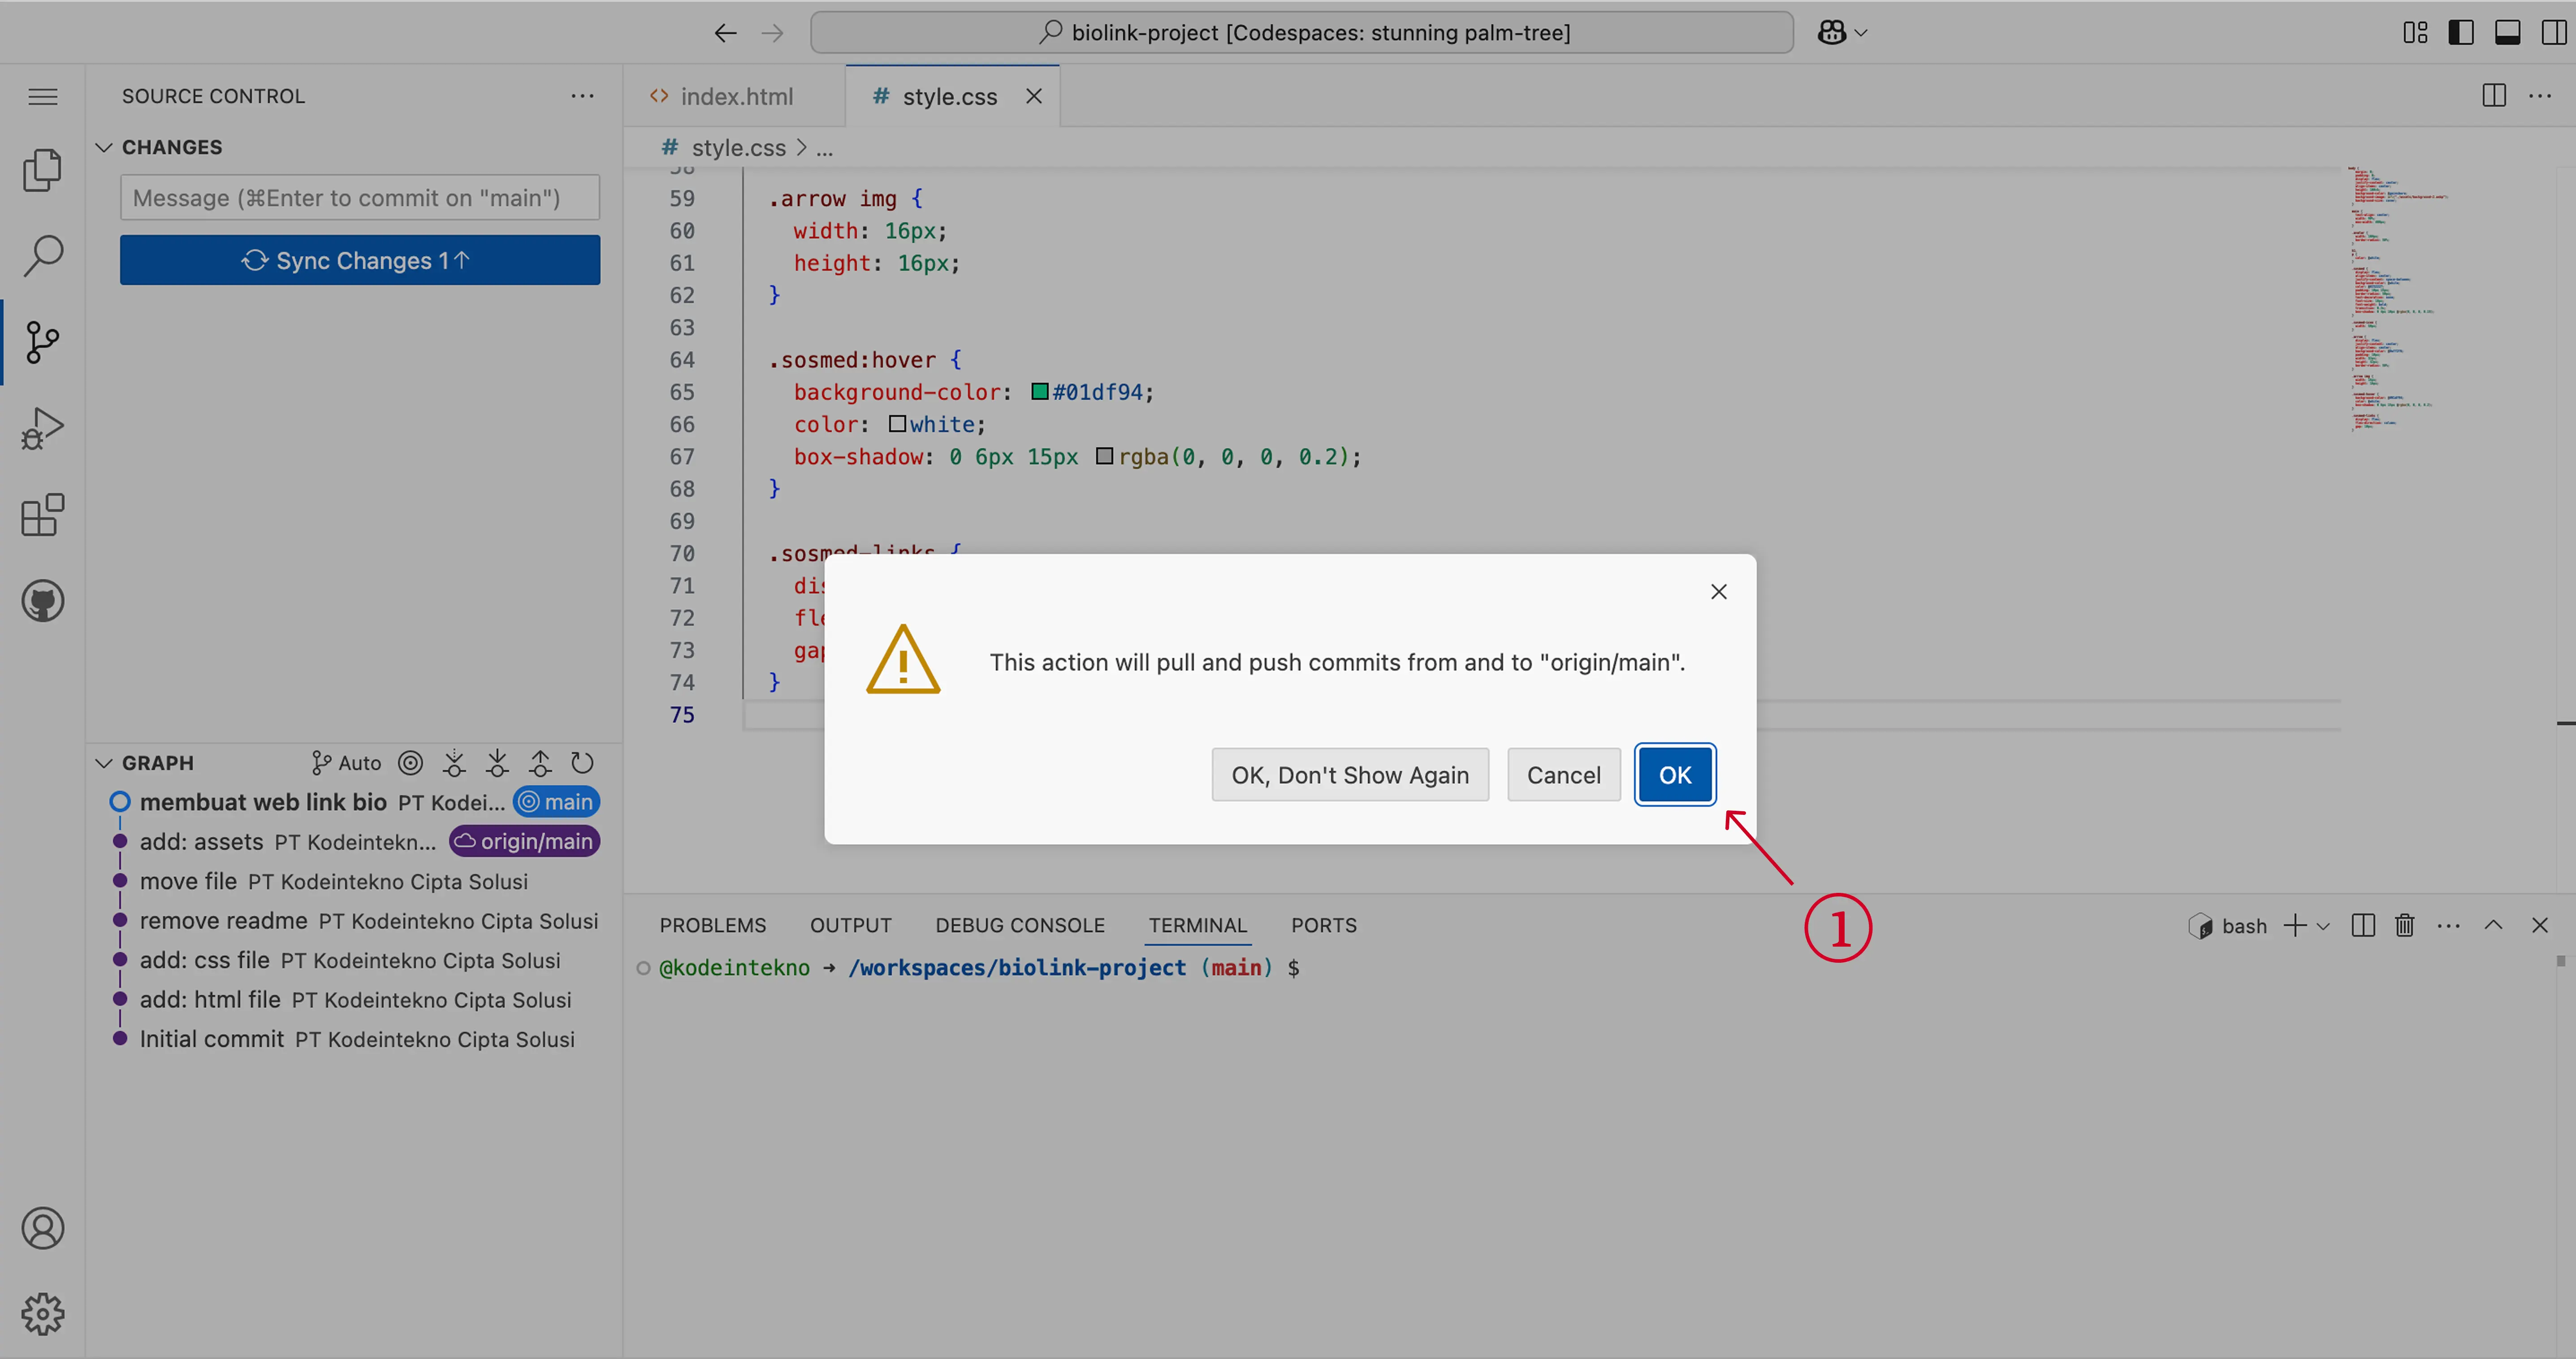 biolink-project [Codespaces: stunning palm-tree]
SOURCE CONTROL
CHANGES
Message (⌘Enter to commit on "main")
Sync Changes 1↑
index.html
# style.css
# style.css > ...
59 .arrow img {
60 width: 16px;
61 height: 16px;
62 }
63
64 .sosmed:hover {
65 background-color: #01df94;
66 color: white;
67 box-shadow: 0 6px 15px rgba(0, 0, 0, 0.2);
68 }
69
70 .sosmed-links {
71
72
73
74 }
75
This action will pull and push commits from and to "origin/main".
OK, Don't Show Again
Cancel
OK
1
GRAPH
Auto
membuat web link bio PT Kodei... main
add: assets PT Kodeintekn... origin/main
move file PT Kodeintekno Cipta Solusi
remove readme PT Kodeintekno Cipta Solusi
add: css file PT Kodeintekno Cipta Solusi
add: html file PT Kodeintekno Cipta Solusi
Initial commit PT Kodeintekno Cipta Solusi
PROBLEMS OUTPUT DEBUG CONSOLE TERMINAL PORTS
bash
@kodeintekno → /workspaces/biolink-project (main) $